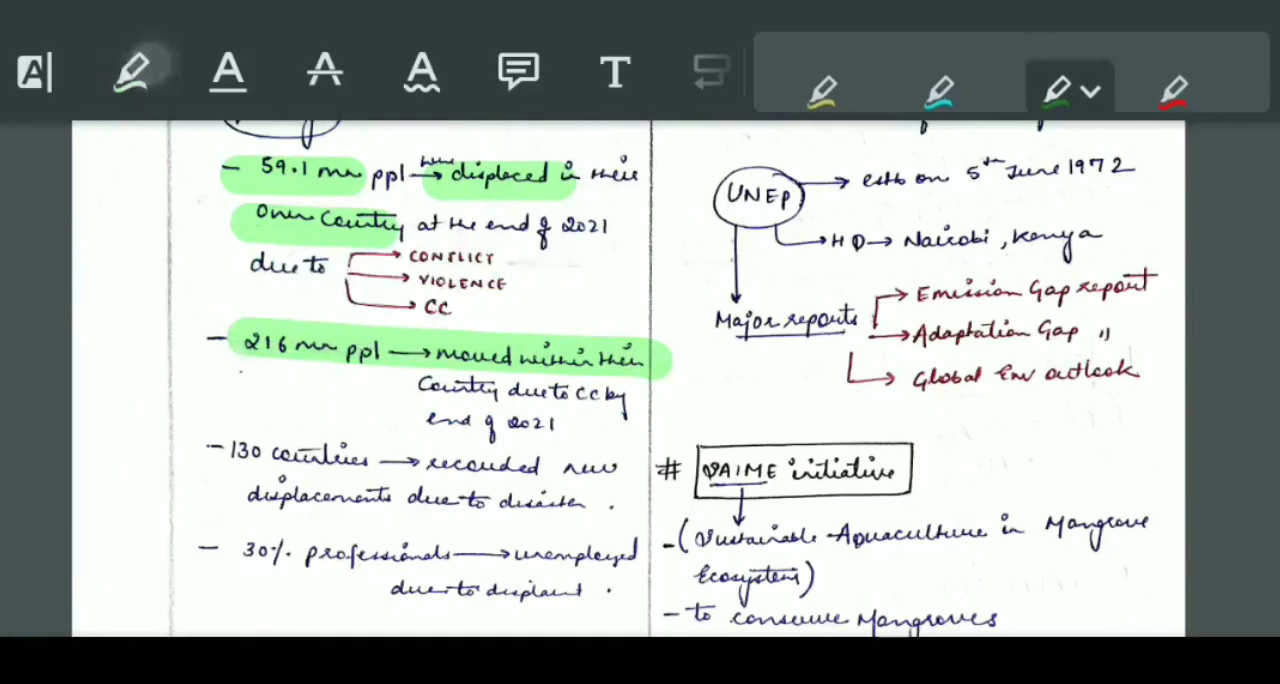 - 59.1 mn ppl → were displaced in their
own country at the end of 2021
due to → CONFLICT
→ VIOLENCE
→ CC
- 216 mn ppl → moved within their
country due to CC by
end of 2021
- 130 countries → recorded new
displacements due to disaster.
- 30% professionals → unemployed
due to displamt.
UNEP → estb on 5th June 1972
→ HQ → Nairobi, Kenya
Major reports → Emission Gap report
→ Adaptation Gap "
→ Global Env outlook
# SAIME initiative
- (Sustainable Aquaculture in Mangrove
Ecosystem)
- to conserve Mangroves